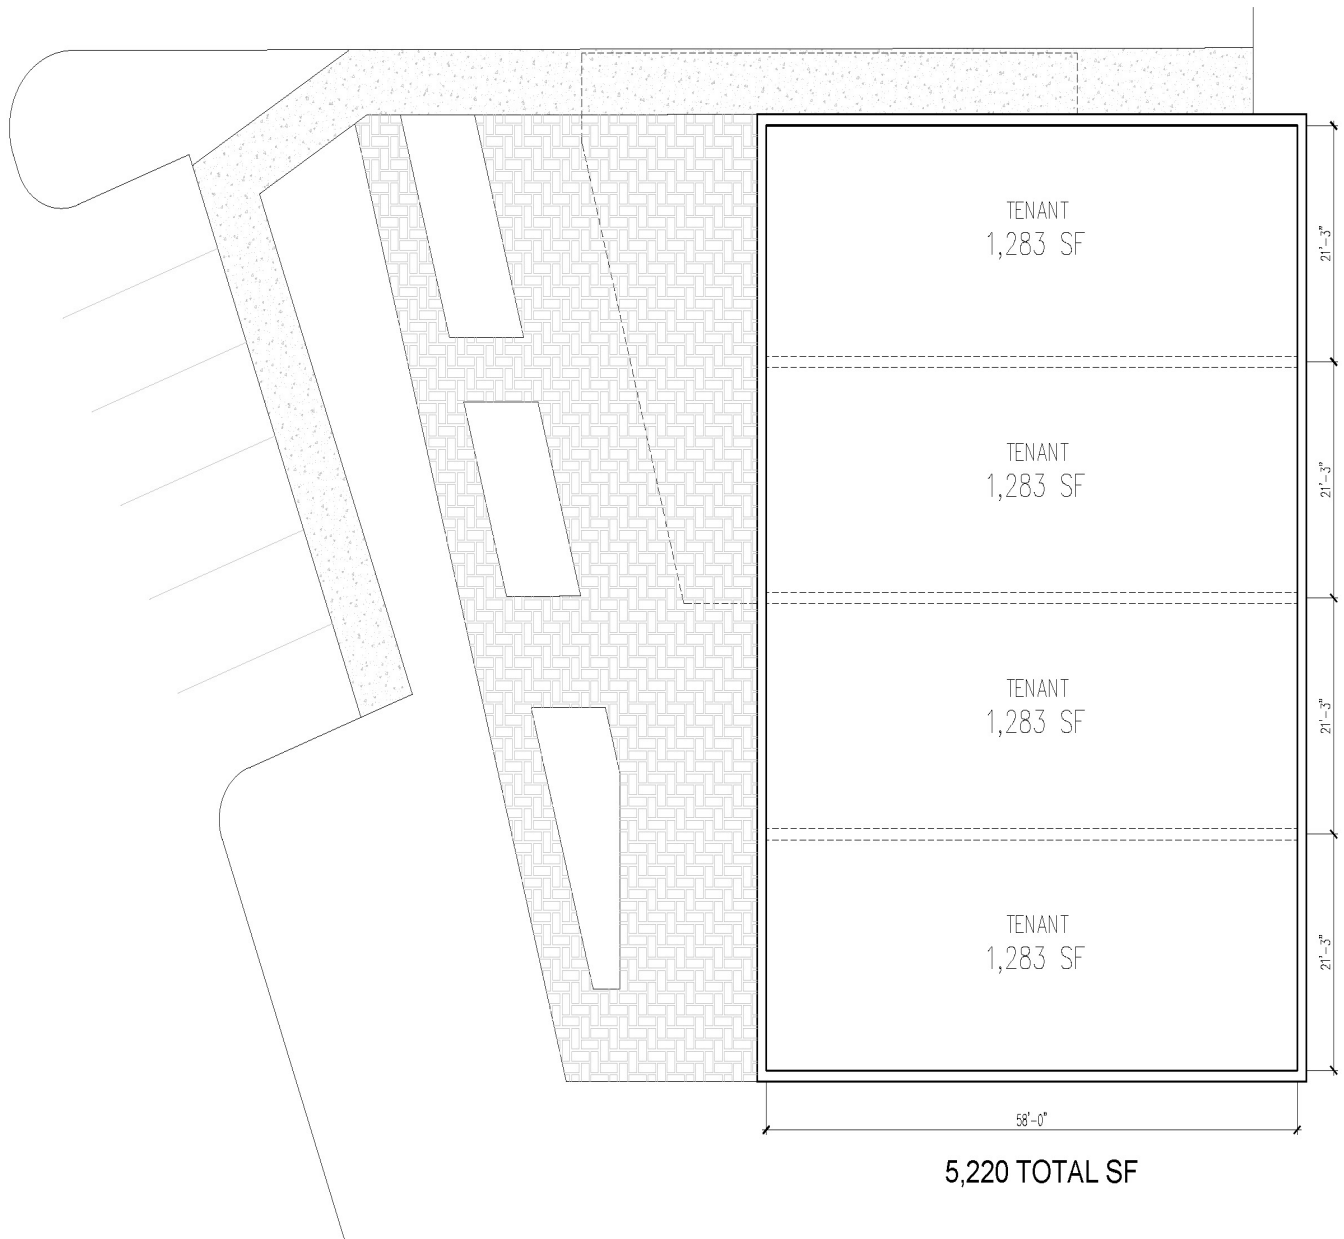 TENANT
1,283 SF
21'-3"
TENANT
1,283 SF
21'-3"
TENANT
1,283 SF
21'-3"
TENANT
1,283 SF
21'-3"
58'-0"
5,220 TOTAL SF